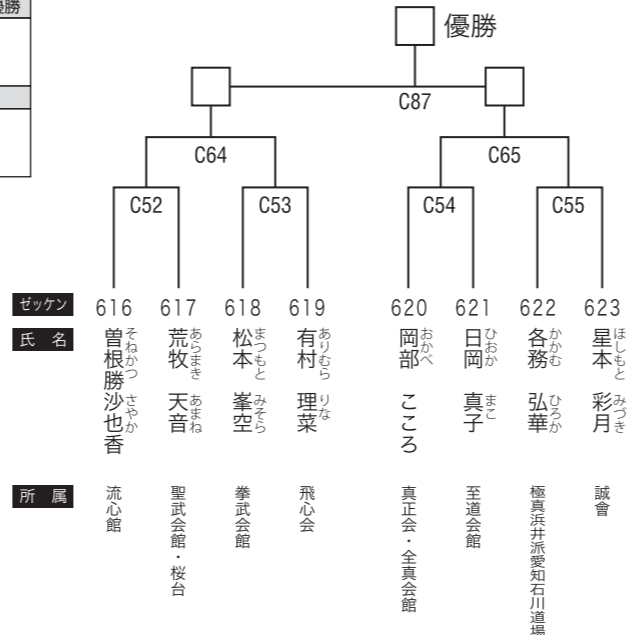 優勝
優勝
C87
C64
C65
C52
C53
C54
C55
ゼッケン
616
617
618
619
620
621
622
623
氏 名
曽根勝 沙也香
そねかつ さやか
荒牧 天音
あらまき あまね
松本 峯空
まつもと みそら
有村 理菜
ありむら りな
岡部 こころ
おかべ
日岡 真子
ひおか まこ
各務 弘華
かかむ ひろか
星本 彩月
ほしもと みづき
所 属
流心館
聖武会館・桜台
拳武会館
飛心会
真正会・全真会館
至道会館
極真浜井派愛知石川道場
誠會